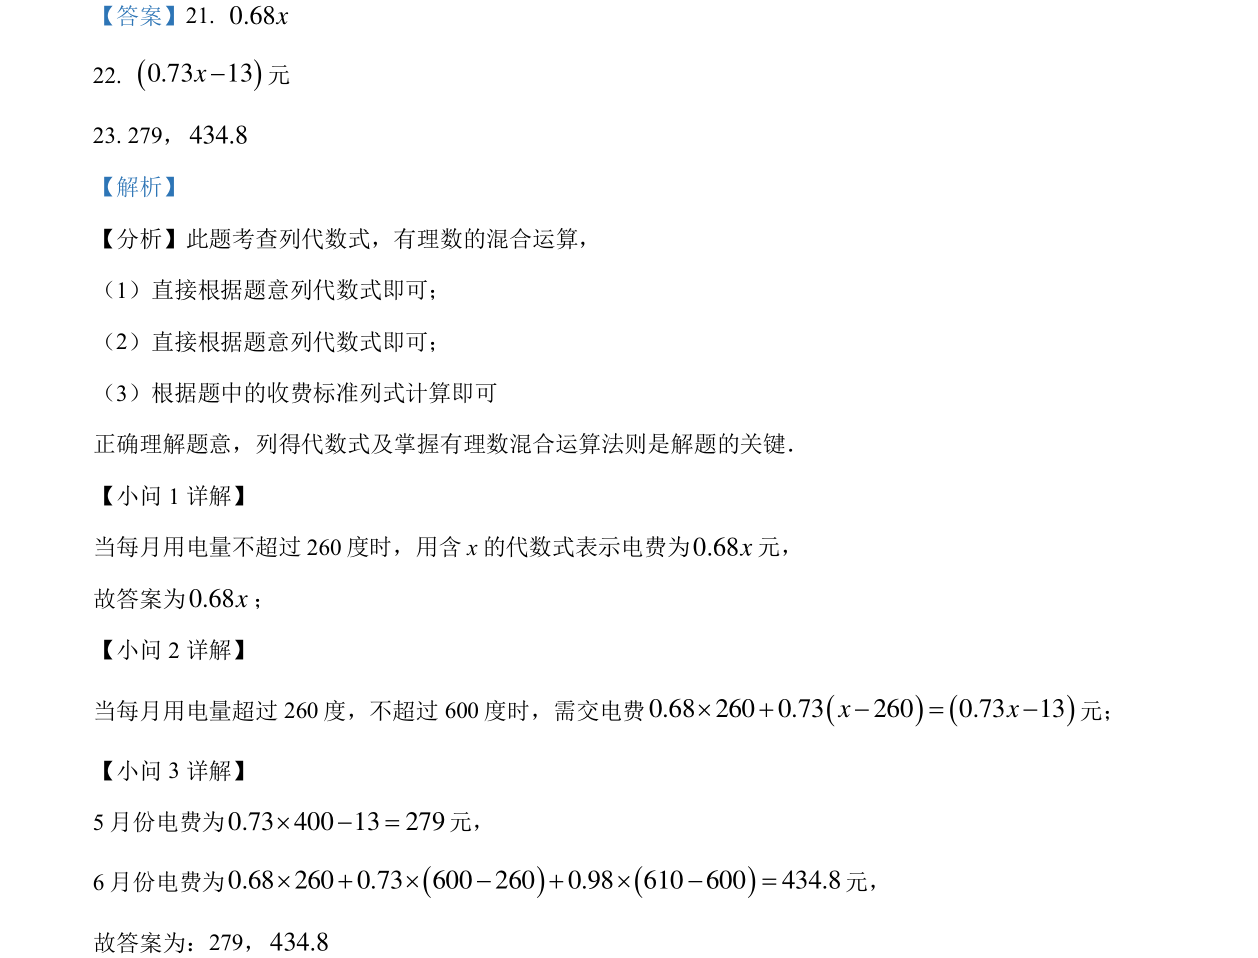 【答案】21. 0.68x
22. (0.73x−13)元
23. 279，434.8
【解析】
【分析】此题考查列代数式，有理数的混合运算，
（1）直接根据题意列代数式即可；
（2）直接根据题意列代数式即可；
（3）根据题中的收费标准列式计算即可
正确理解题意，列得代数式及掌握有理数混合运算法则是解题的关键．
【小问 1 详解】
当每月用电量不超过 260 度时，用含 x 的代数式表示电费为0.68x 元，
故答案为0.68x；
【小问 2 详解】
当每月用电量超过 260 度，不超过 600 度时，需交电费 0.68×260+0.73(x−260)=(0.73x−13)元；
【小问 3 详解】
5 月份电费为0.73×400−13=279元，
6 月份电费为0.68×260+0.73×(600−260)+0.98×(610−600)=434.8元，
故答案为：279，434.8